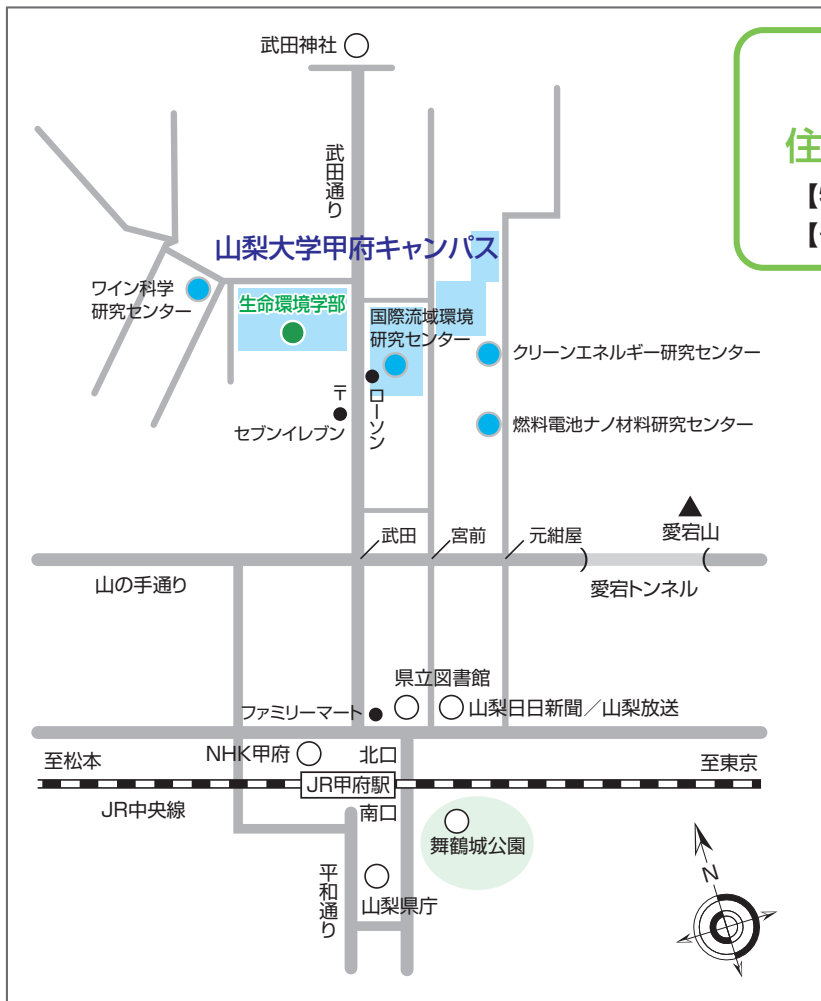 武田神社
武田通り
住
山梨大学甲府キャンパス
ワイン科学
研究センター
生命環境学部
国際流域環境
研究センター
クリーンエネルギー研究センター
〒
ローソン
セブンイレブン
燃料電池ナノ材料研究センター
愛宕山
武田
宮前
元紺屋
山の手通り
愛宕トンネル
県立図書館
ファミリーマート
山梨日日新聞／山梨放送
NHK甲府
北口
至松本
至東京
JR甲府駅
JR中央線
南口
舞鶴城公園
平和通り
山梨県庁
N